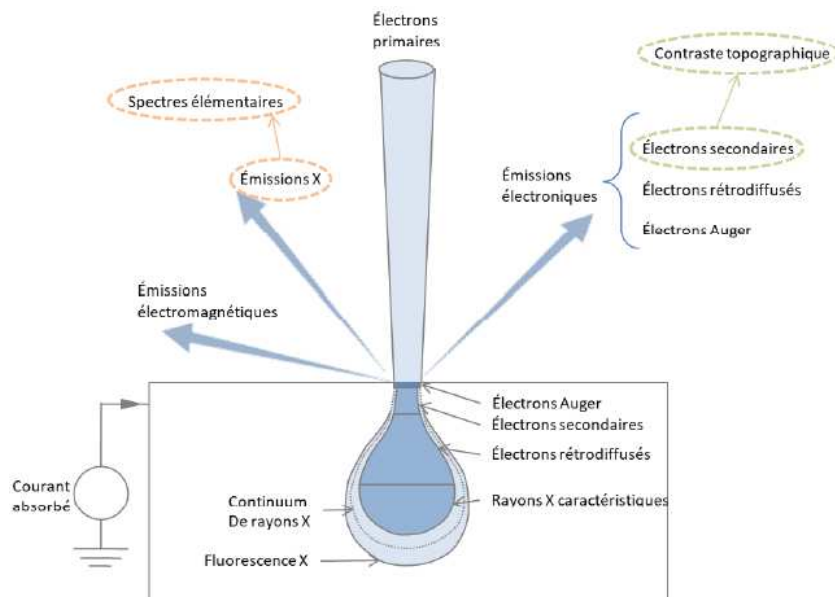 Électrons
primaires
Contraste topographique
Spectres élémentaires
Électrons secondaires
Émissions X
Émissions
électroniques
Électrons rétrodiffusés
Électrons Auger
Émissions
électromagnétiques
Électrons Auger
Électrons secondaires
Électrons rétrodiffusés
Courant
absorbé
Continuum
De rayons X
Rayons X caractéristiques
Fluorescence X